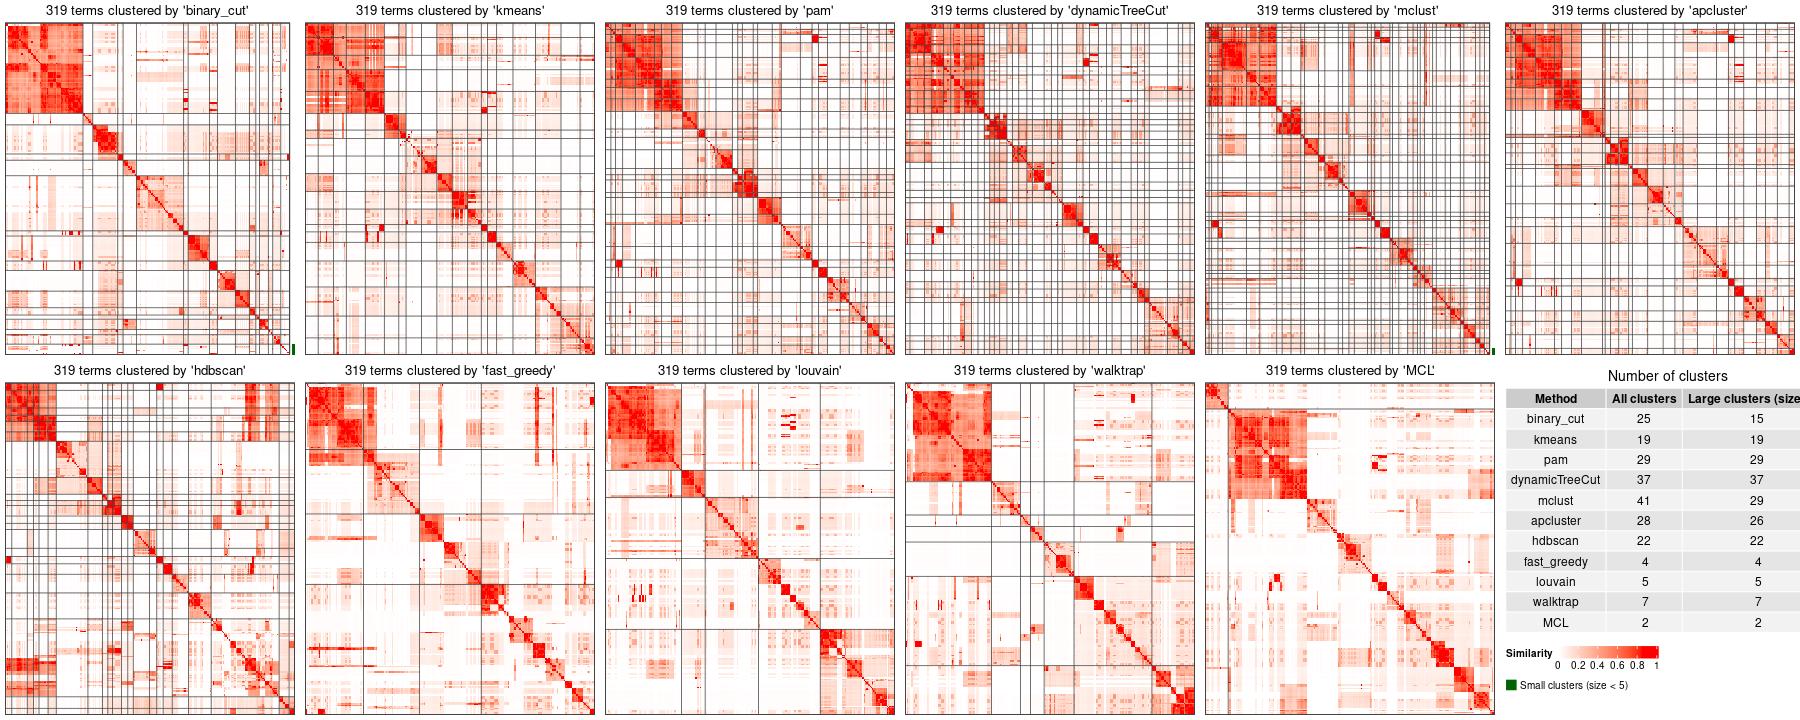 319 terms clustered by 'binary_cut'
319 terms clustered by 'kmeans'
319 terms clustered by 'pam'
319 terms clustered by 'dynamicTreeCut'
319 terms clustered by 'mclust'
319 terms clustered by 'apcluster'
319 terms clustered by 'hdbscan'
319 terms clustered by 'fast_greedy'
319 terms clustered by 'louvain'
319 terms clustered by 'walktrap'
319 terms clustered by 'MCL'
Number of clusters
Method All clusters Large clusters (size
binary_cut 25 15
kmeans 19 19
pam 29 29
dynamicTreeCut 37 37
mclust 41 29
apcluster 28 26
hdbscan 22 22
fast_greedy 4 4
louvain 5 5
walktrap 7 7
MCL 2 2
Similarity
0 0.2 0.4 0.6 0.8 1
Small clusters (size < 5)